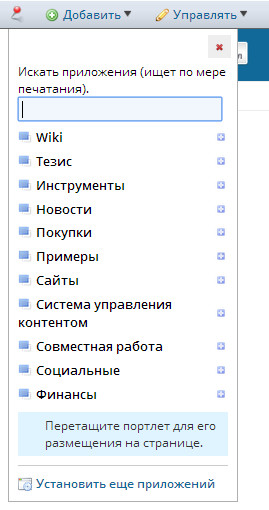 Добавить Управлять
Искать приложения (ищет по мере
печатания).
Wiki
Тезис
Инструменты
Новости
Покупки
Примеры
Сайты
Система управления
контентом
Совместная работа
Социальные
Финансы
Перетащите портлет для его
размещения на странице.
Установить еще приложений